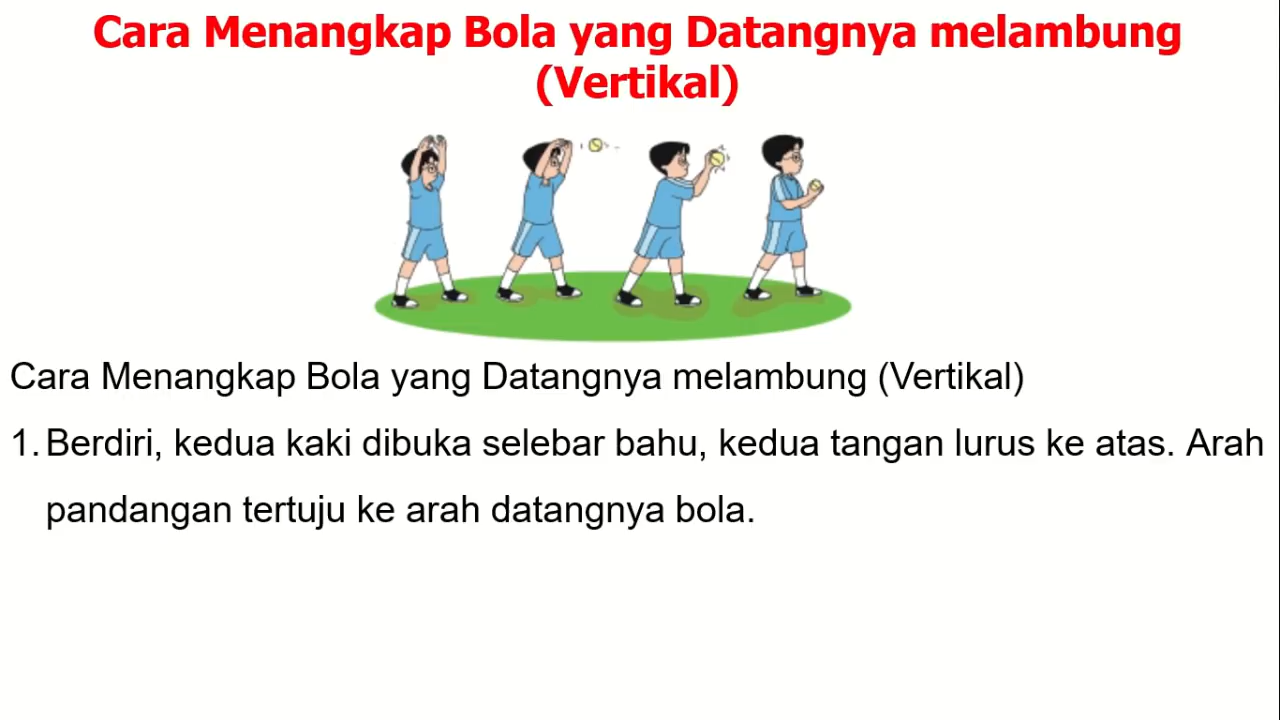 Cara Menangkap Bola yang Datangnya melambung
(Vertikal)
Cara Menangkap Bola yang Datangnya melambung (Vertikal)
1. Berdiri, kedua kaki dibuka selebar bahu, kedua tangan lurus ke atas. Arah
pandangan tertuju ke arah datangnya bola.